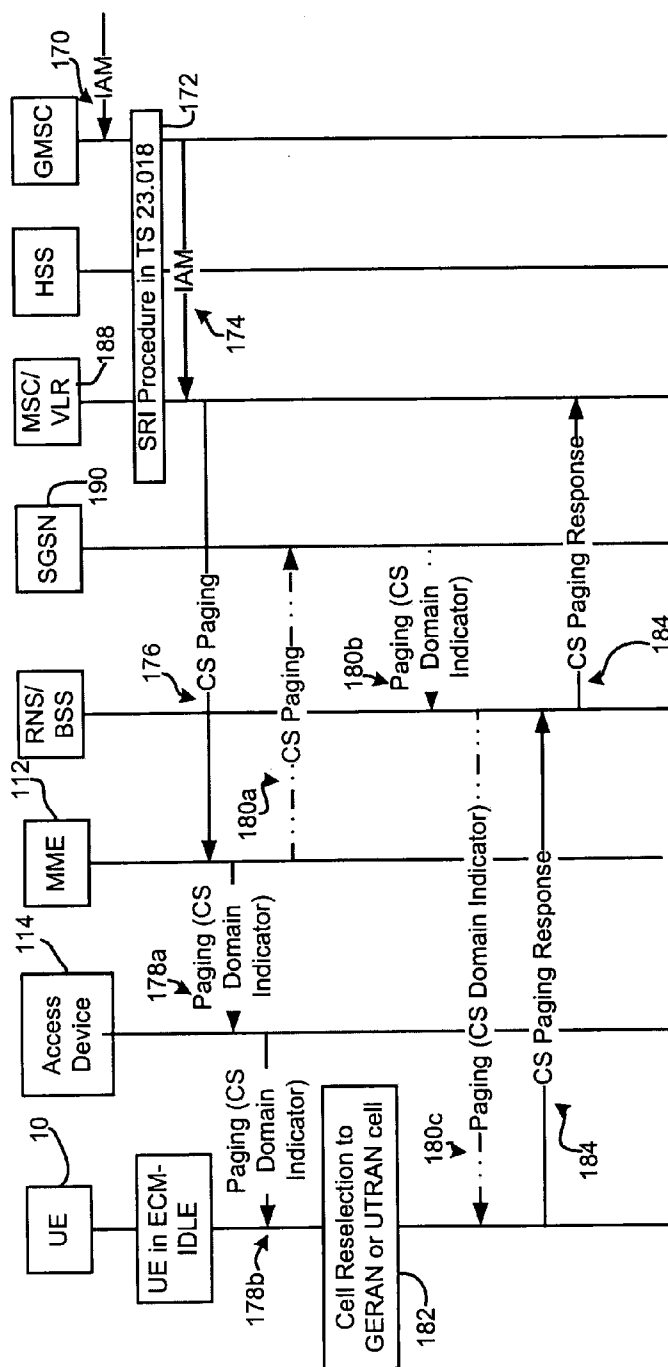 10
UE
UE in ECM-
IDLE
114
Access
Device
112
MME
RNS/
BSS
190
SGSN
188
MSC/
VLR
HSS
GMSC
170
IAM
172
SRI Procedure in TS 23.018
IAM
174
176
CS Paging
178a
Paging (CS
Domain
Indicator)
178b
Paging (CS
Domain
Indicator)
180a
CS Paging
180b
Paging (CS
Domain
Indicator)
182
Cell Reselection to
GERAN or UTRAN cell
180c
Paging (CS Domain Indicator)
184
CS Paging Response
184
CS Paging Response